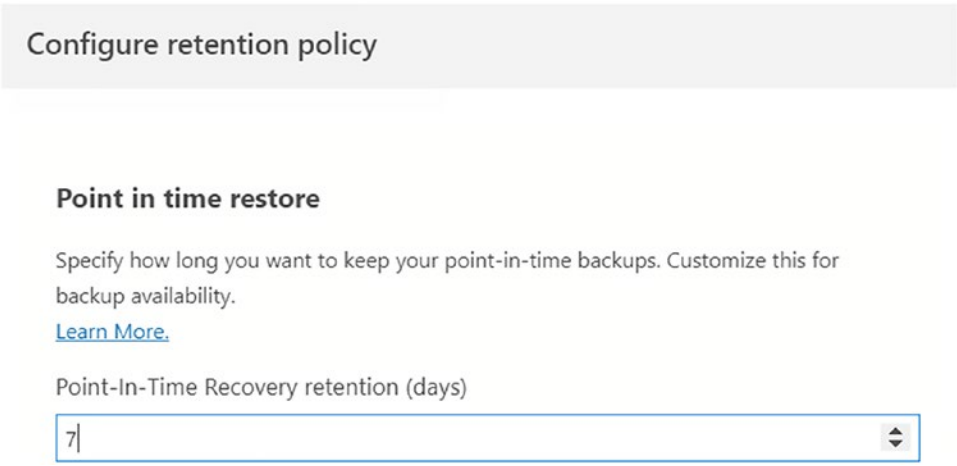 Configure retention policy
Point in time restore
Specify how long you want to keep your point-in-time backups. Customize this for
backup availability.
Learn More.
Point-In-Time Recovery retention (days)
7